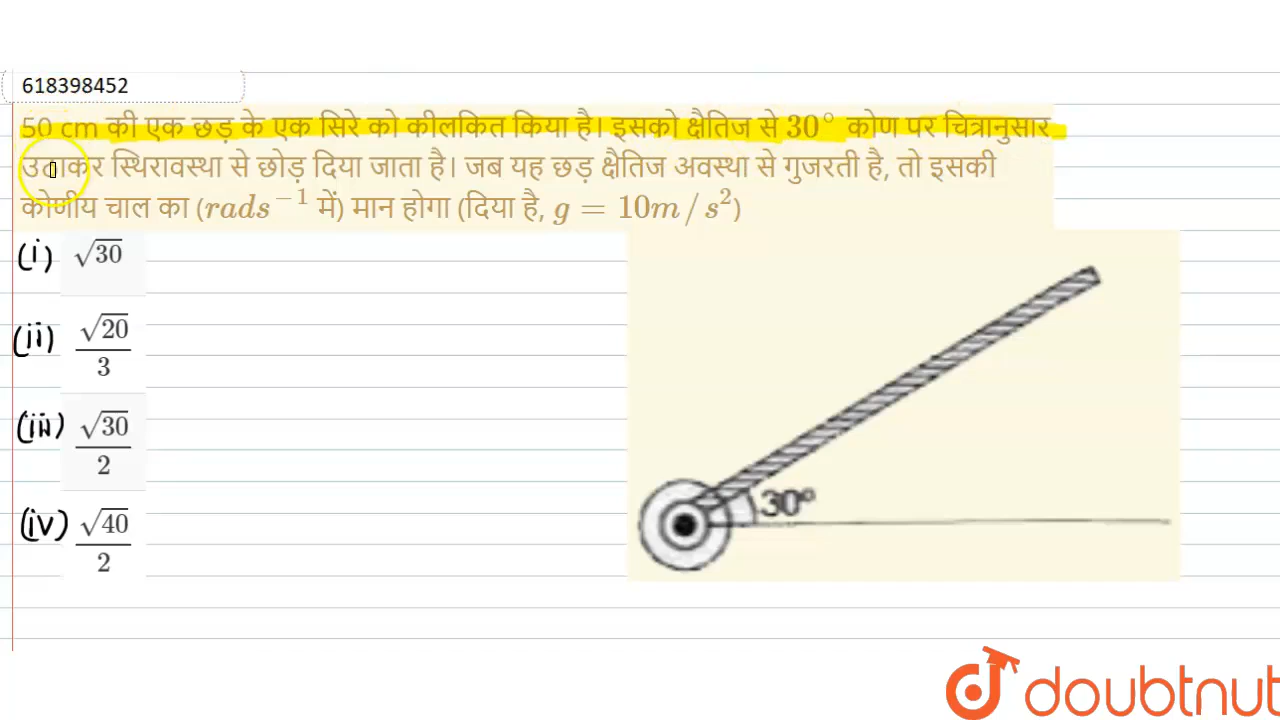 618398452
50 cm की एक छड़ के एक सिरे को कीलकित किया है। इसको क्षैतिज से 30° कोण पर चित्रानुसार
उठाकर स्थिरावस्था से छोड़ दिया जाता है। जब यह छड़ क्षैतिज अवस्था से गुजरती है, तो इसकी
कोणीय चाल का (rads⁻¹ में) मान होगा (दिया है, g = 10m/s²)
(i) √30
(ii) √20/3
(iii) √30/2
(iv) √40/2
30°
doubtnut